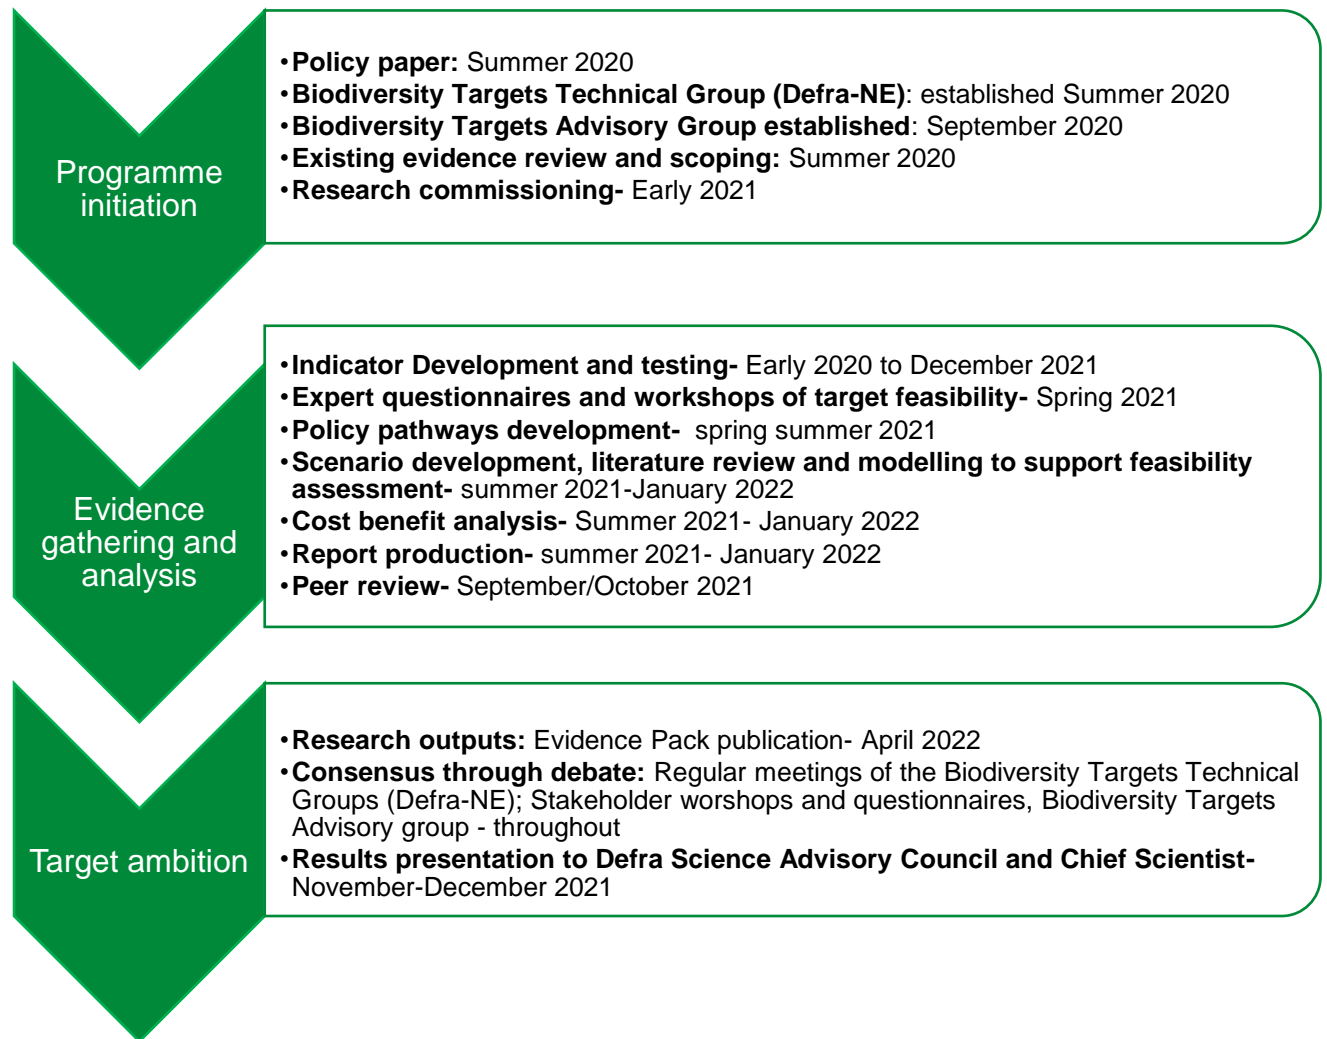 Programme
initiation
•Policy paper: Summer 2020
•Biodiversity Targets Technical Group (Defra-NE): established Summer 2020
•Biodiversity Targets Advisory Group established: September 2020
•Existing evidence review and scoping: Summer 2020
•Research commissioning- Early 2021
Evidence
gathering and
analysis
•Indicator Development and testing- Early 2020 to December 2021
•Expert questionnaires and workshops of target feasibility- Spring 2021
•Policy pathways development- spring summer 2021
•Scenario development, literature review and modelling to support feasibility
assessment- summer 2021-January 2022
•Cost benefit analysis- Summer 2021- January 2022
•Report production- summer 2021- January 2022
•Peer review- September/October 2021
Target ambition
•Research outputs: Evidence Pack publication- April 2022
•Consensus through debate: Regular meetings of the Biodiversity Targets Technical
Groups (Defra-NE); Stakeholder worshops and questionnaires, Biodiversity Targets
Advisory group - throughout
•Results presentation to Defra Science Advisory Council and Chief Scientist-
November-December 2021